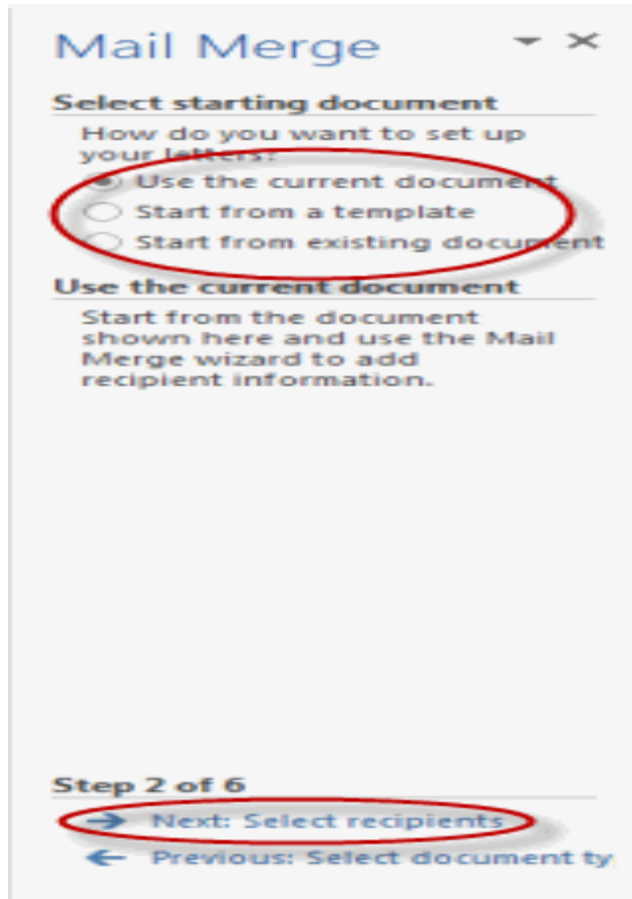 Mail Merge
Select starting document
How do you want to set up
your letters?
Use the current document
Start from a template
Start from existing document
Use the current document
Start from the document
shown here and use the Mail
Merge wizard to add
recipient information.
Step 2 of 6
Next: Select recipients
Previous: Select document ty